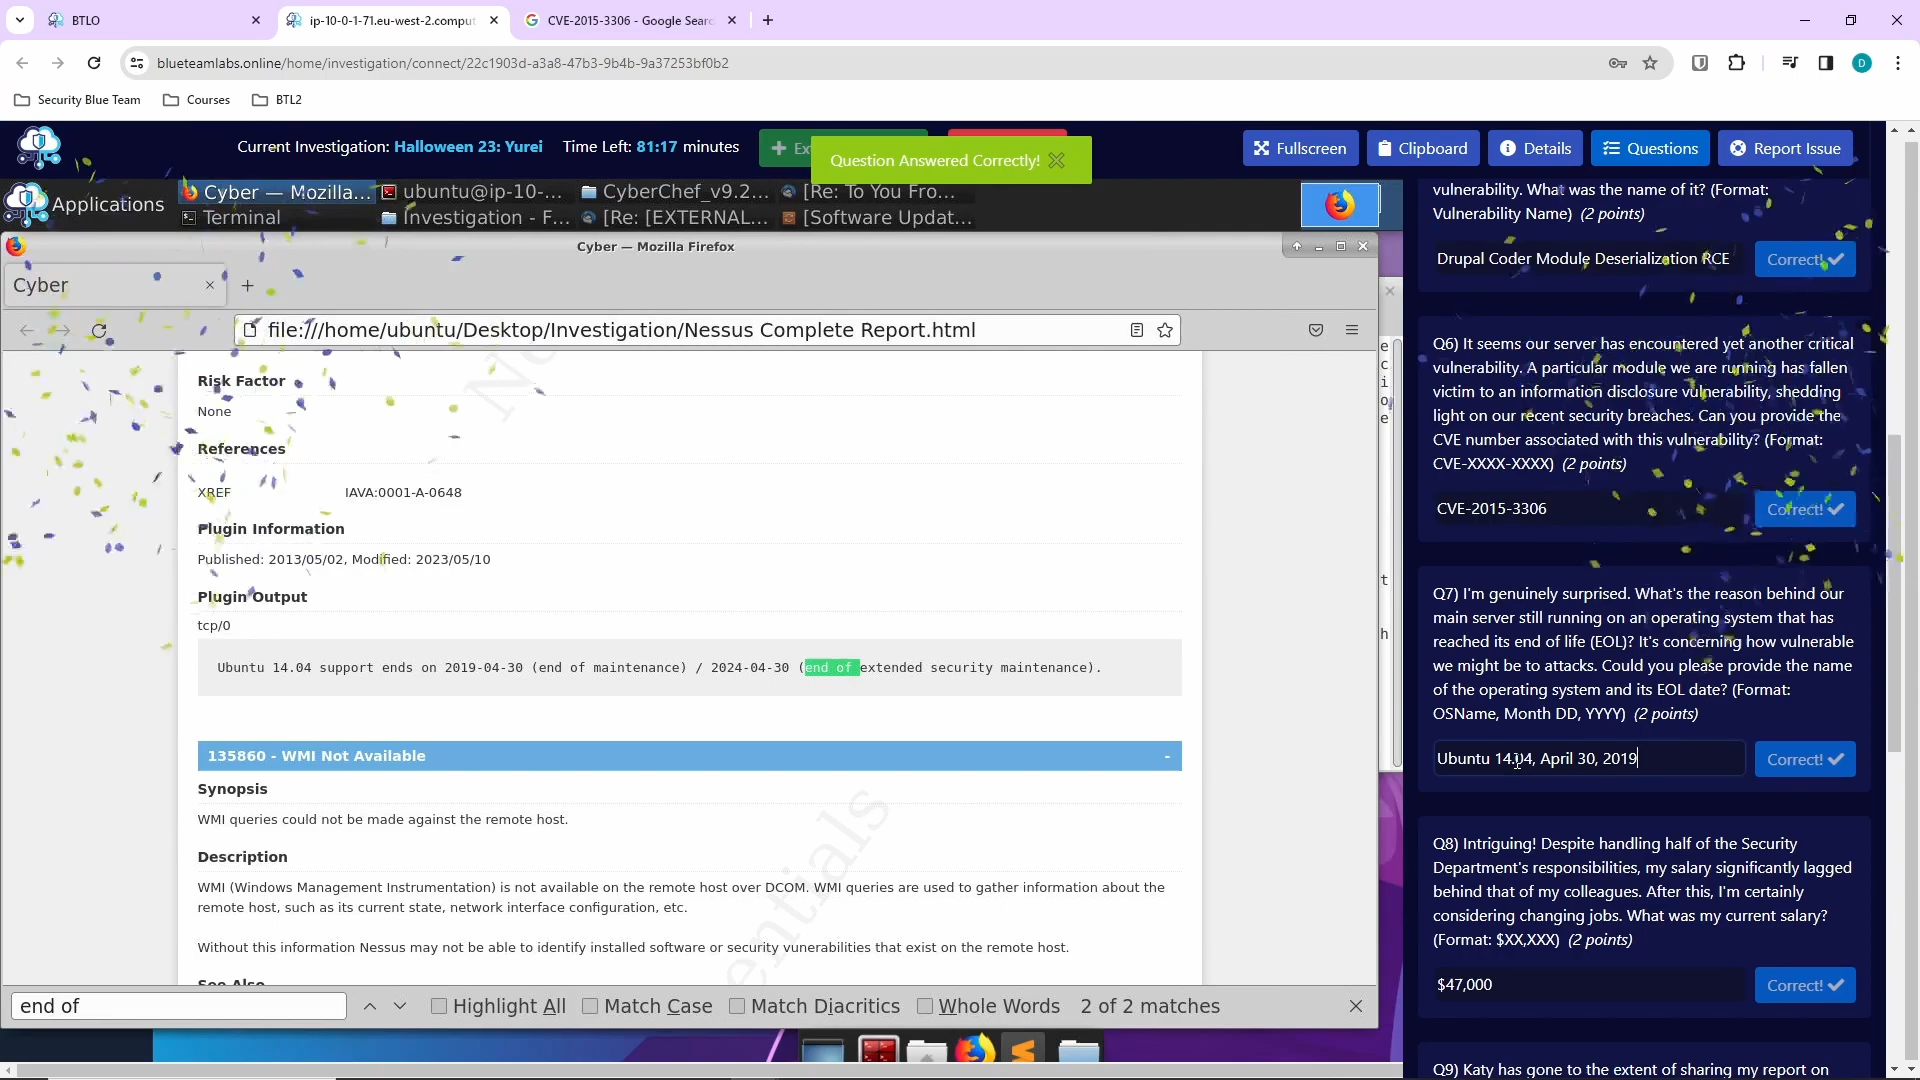 BTLO
ip-10-0-1-71.eu-west-2.comput
CVE-2015-3306 - Google Searc
blueteamlabs.online/home/investigation/connect/22c1903d-a3a8-47b3-9b4b-9a37253bf0b2
D
Security Blue Team
Courses
BTL2
Current Investigation: Halloween 23: Yurei
Time Left: 81:17 minutes
Ex
Question Answered Correctly!
Fullscreen
Clipboard
Details
Questions
Report Issue
Applications
Cyber — Mozilla...
ubuntu@ip-10-...
CyberChef_v9.2...
[Re: To You Fro...
Terminal
Investigation - F...
[Re: [EXTERNAL...
[Software Updat...
Cyber — Mozilla Firefox
Cyber
file:///home/ubuntu/Desktop/Investigation/Nessus Complete Report.html
Risk Factor
None
References
XREF IAVA:0001-A-0648
Plugin Information
Published: 2013/05/02, Modified: 2023/05/10
Plugin Output
tcp/0
Ubuntu 14.04 support ends on 2019-04-30 (end of maintenance) / 2024-04-30 (end of extended security maintenance).
135860 - WMI Not Available
-
Synopsis
WMI queries could not be made against the remote host.
Description
WMI (Windows Management Instrumentation) is not available on the remote host over DCOM. WMI queries are used to gather information about the
remote host, such as its current state, network interface configuration, etc.
Without this information Nessus may not be able to identify installed software or security vunerabilities that exist on the remote host.
See Also
entials
No
end of
Highlight All
Match Case
Match Diacritics
Whole Words
2 of 2 matches
e
c
i
o
e
t
h
vulnerability. What was the name of it? (Format:
Vulnerability Name) (2 points)
Drupal Coder Module Deserialization RCE
Correct!
Q6) It seems our server has encountered yet another critical
vulnerability. A particular module we are running has fallen
victim to an information disclosure vulnerability, shedding
light on our recent security breaches. Can you provide the
CVE number associated with this vulnerability? (Format:
CVE-XXXX-XXXX) (2 points)
CVE-2015-3306
Correct!
Q7) I'm genuinely surprised. What's the reason behind our
main server still running on an operating system that has
reached its end of life (EOL)? It's concerning how vulnerable
we might be to attacks. Could you please provide the name
of the operating system and its EOL date? (Format:
OSName, Month DD, YYYY) (2 points)
Ubuntu 14.04, April 30, 2019
Correct!
Q8) Intriguing! Despite handling half of the Security
Department's responsibilities, my salary significantly lagged
behind that of my colleagues. After this, I'm certainly
considering changing jobs. What was my current salary?
(Format: $XX,XXX) (2 points)
$47,000
Correct!
Q9) Katy has gone to the extent of sharing my report on